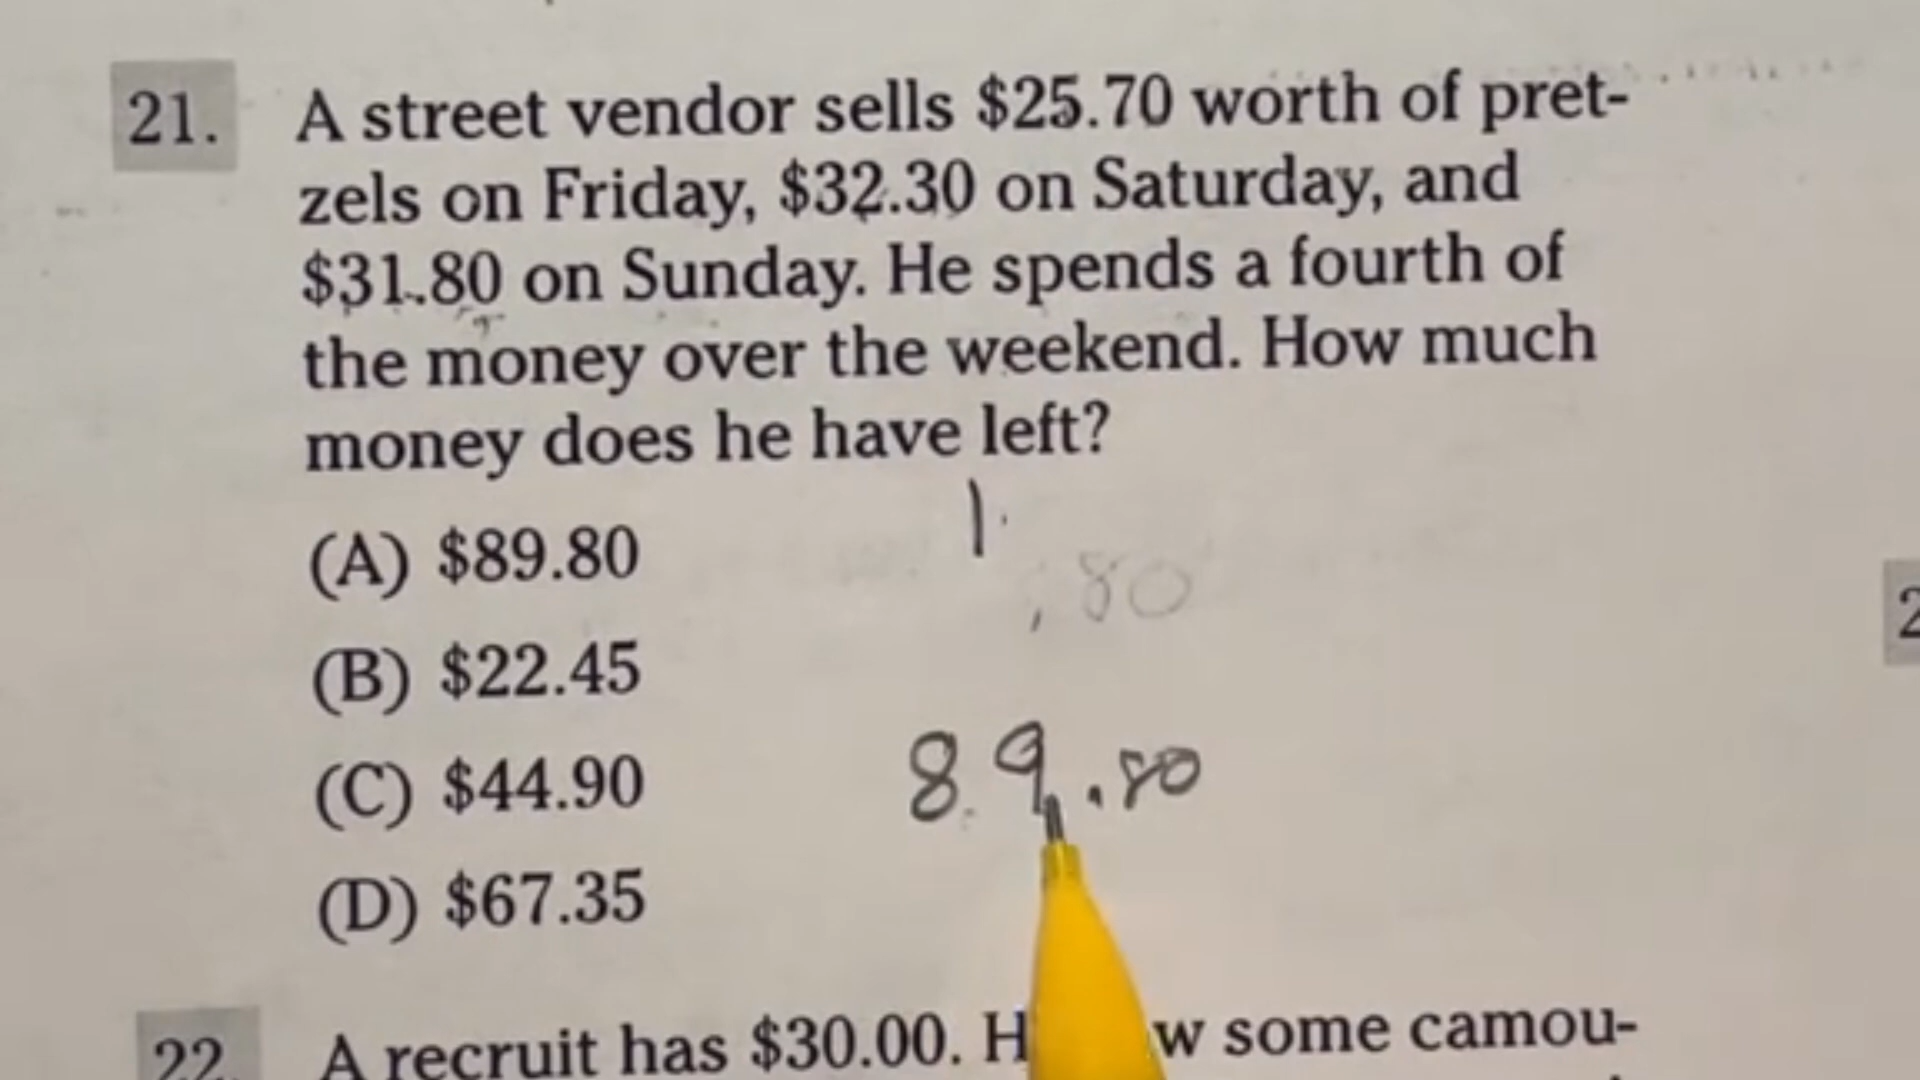 21. A street vendor sells $25.70 worth of pret-
zels on Friday, $32.30 on Saturday, and
$31.80 on Sunday. He spends a fourth of
the money over the weekend. How much
money does he have left?
1
(A) $89.80
.80
2
(B) $22.45
(C) $44.90
89.80
(D) $67.35
22. A recruit has $30.00. H w some camou-